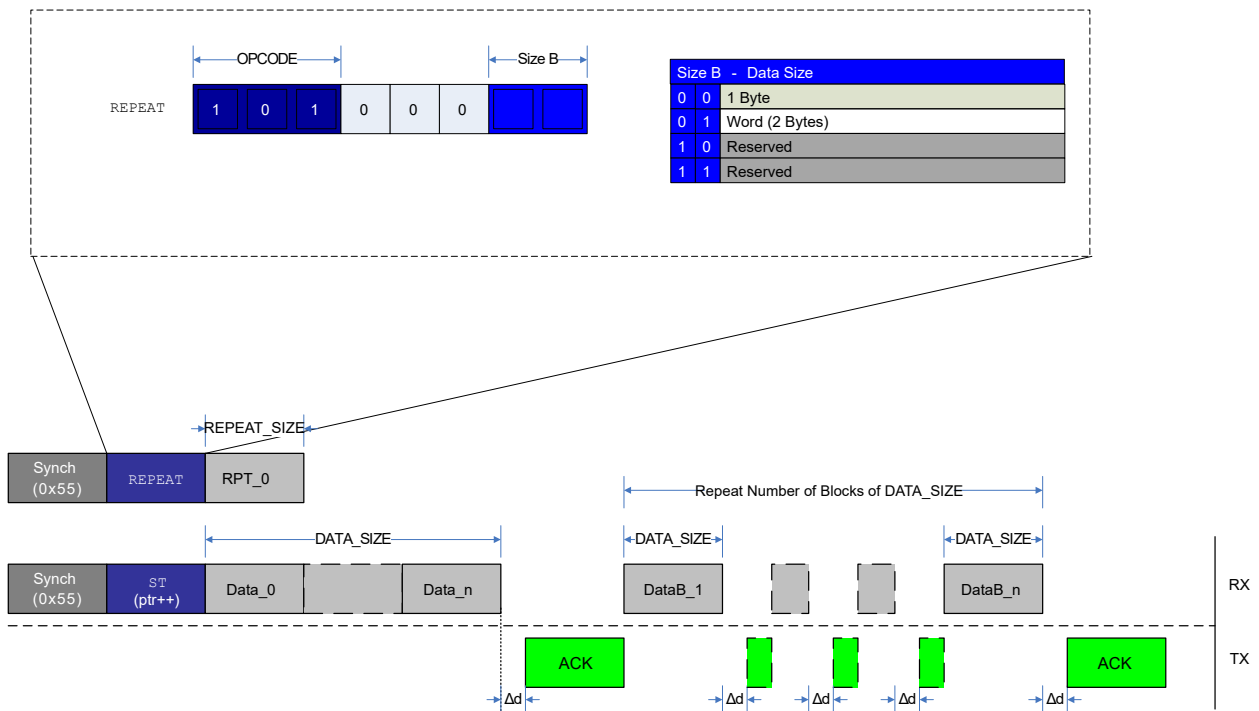 OPCODE
Size B
REPEAT
1 0 1 0 0 0
Size B - Data Size
0 0 1 Byte
0 1 Word (2 Bytes)
1 0 Reserved
1 1 Reserved
REPEAT_SIZE
Synch
(0x55)
REPEAT
RPT_0
Repeat Number of Blocks of DATA_SIZE
DATA_SIZE
DATA_SIZE
DATA_SIZE
Synch
(0x55)
ST
(ptr++)
Data_0
Data_n
DataB_1
DataB_n
RX
ACK
ACK
TX
Δd
Δd
Δd
Δd
Δd